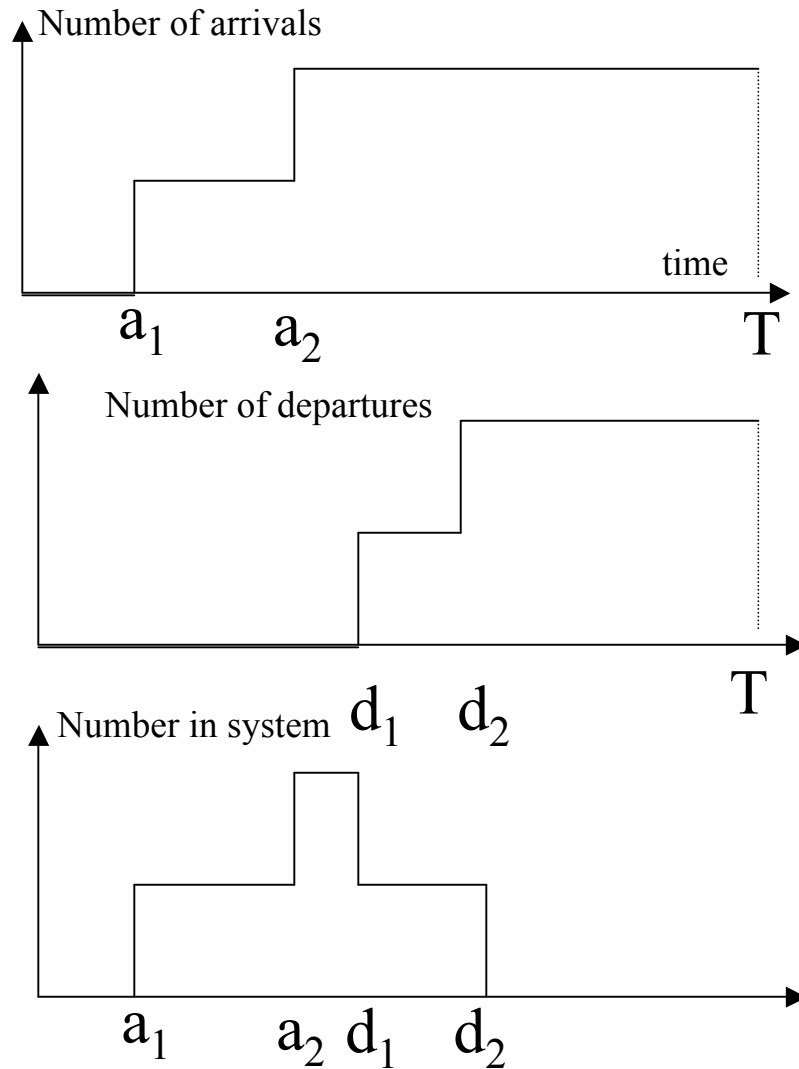 Number of arrivals
time
a₁ a₂ T
Number of departures
d₁ d₂ T
Number in system
a₁ a₂ d₁ d₂